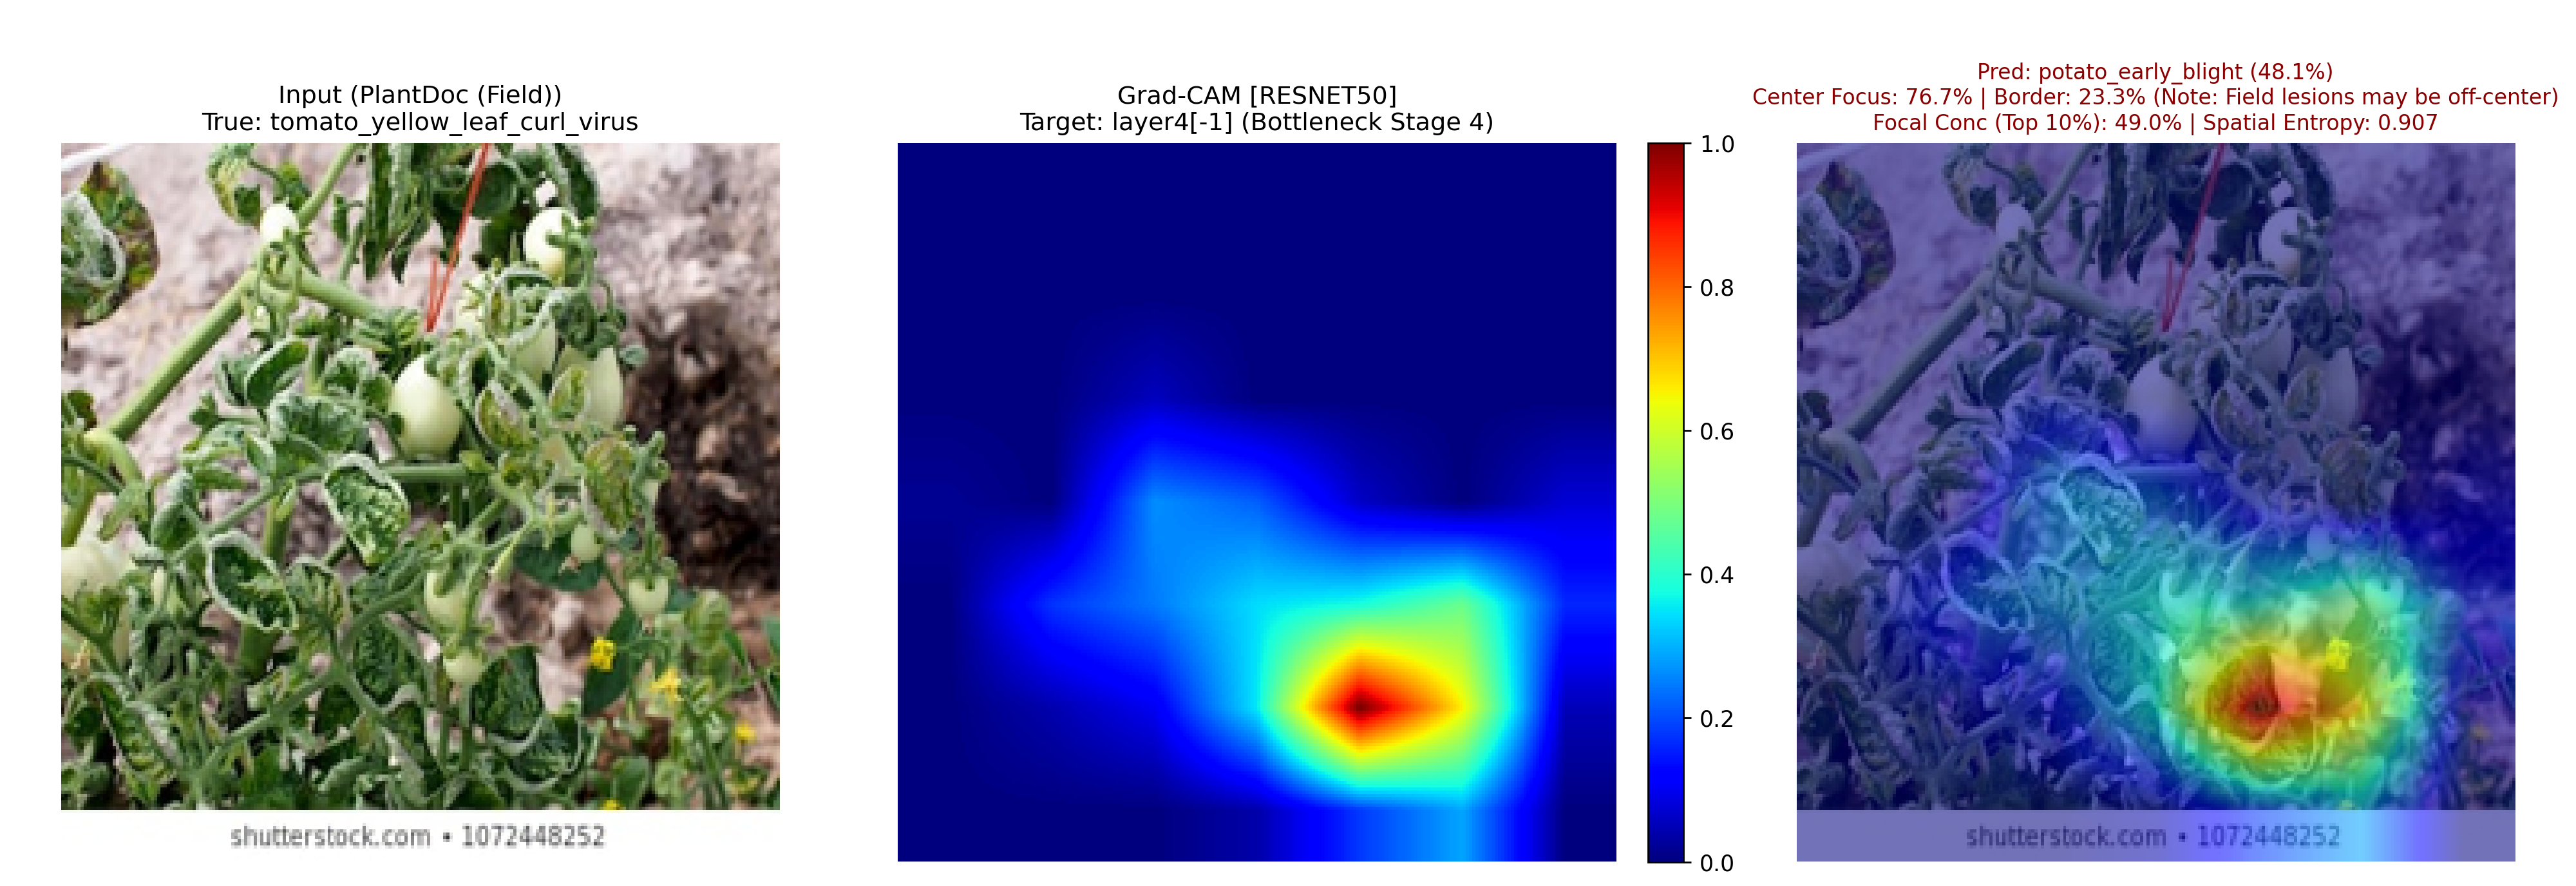 Input (PlantDoc (Field))
True: tomato_yellow_leaf_curl_virus
shutterstock.com • 1072448252
Grad-CAM [RESNET50]
Target: layer4[-1] (Bottleneck Stage 4)
1.0
0.8
0.6
0.4
0.2
0.0
Pred: potato_early_blight (48.1%)
Center Focus: 76.7% | Border: 23.3% (Note: Field lesions may be off-center)
Focal Conc (Top 10%): 49.0% | Spatial Entropy: 0.907
shutterstock.com • 1072448252